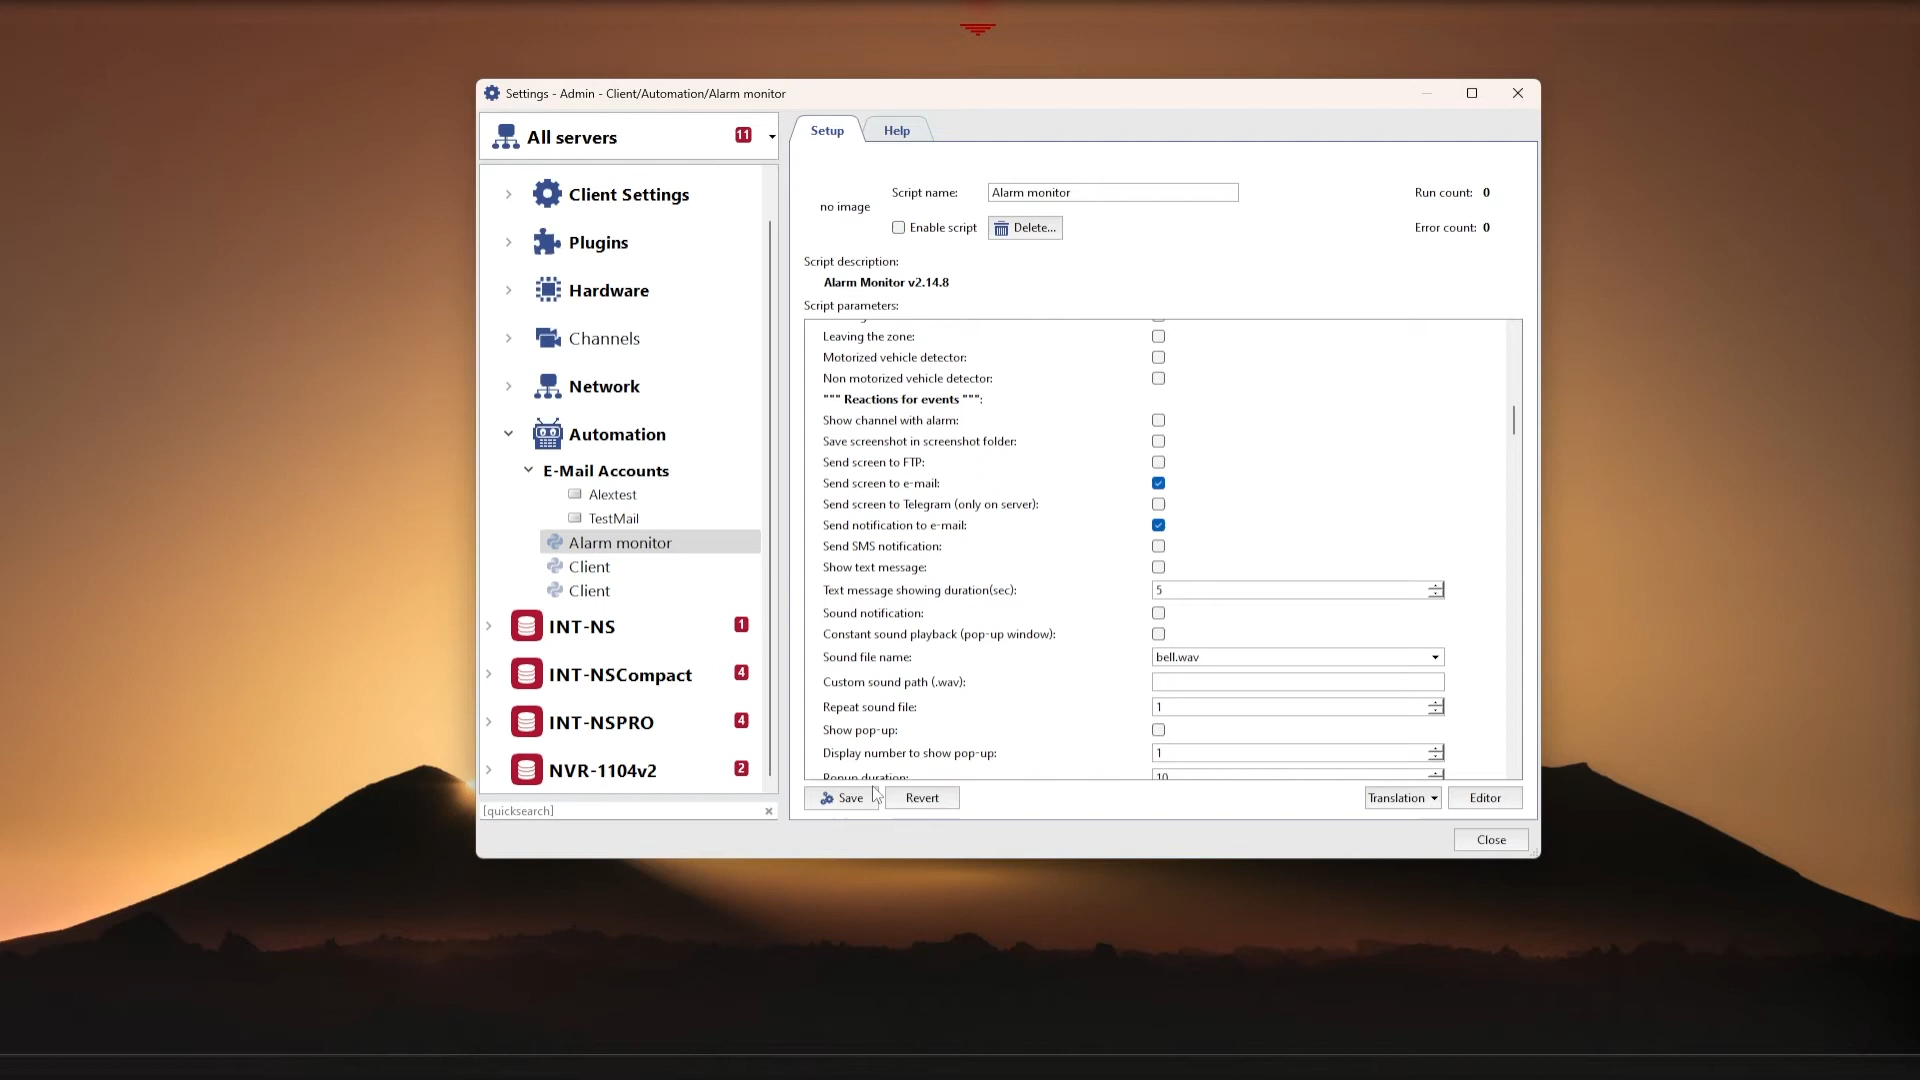 Settings - Admin - Client/Automation/Alarm monitor
All servers
11
Client Settings
Plugins
Hardware
Channels
Network
Automation
E-Mail Accounts
Alextest
TestMail
Alarm monitor
Client
Client
INT-NS
1
INT-NSCompact
4
INT-NSPRO
4
NVR-1104v2
2
[quicksearch]
Setup
Help
no image
Script name:
Alarm monitor
Run count: 0
Enable script
Delete...
Error count: 0
Script description:
Alarm Monitor v2.14.8
Script parameters:
Leaving the zone:
Motorized vehicle detector:
Non motorized vehicle detector:
""" Reactions for events """:
Show channel with alarm:
Save screenshot in screenshot folder:
Send screen to FTP:
Send screen to e-mail:
Send screen to Telegram (only on server):
Send notification to e-mail:
Send SMS notification:
Show text message:
Text message showing duration(sec):
5
Sound notification:
Constant sound playback (pop-up window):
Sound file name:
bell.wav
Custom sound path (.wav):
Repeat sound file:
1
Show pop-up:
Display number to show pop-up:
1
Popup duration:
10
Save
Revert
Translation
Editor
Close